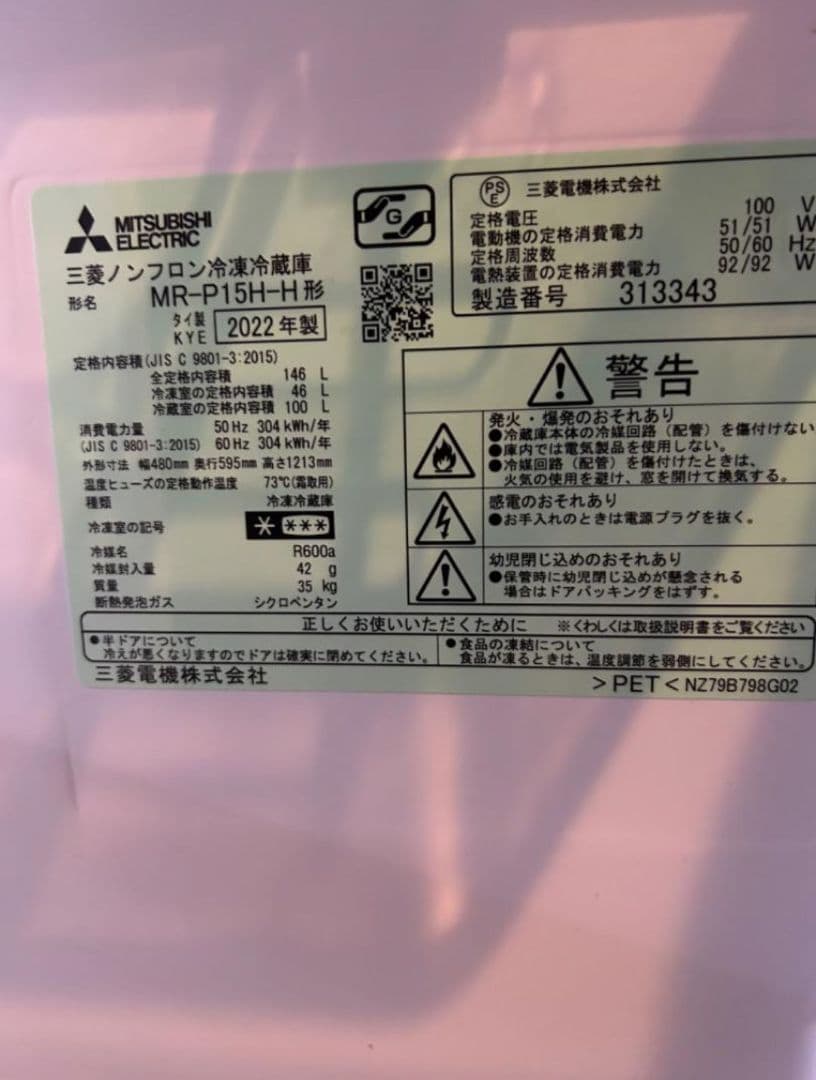 MITSUBISHI
ELECTRIC
三菱ノンフロン冷凍冷蔵庫
形名 MR-P15H-H形
タイ製
KYE 2022年製
定格内容積(JIS C 9801-3:2015)
全定格内容積 146 L
冷凍室の定格内容積 46 L
冷蔵室の定格内容積 100 L
消費電力量 50Hz 304kWh/年
(JIS C 9801-3:2015) 60Hz 304kWh/年
外形寸法 幅480mm 奥行595mm 高さ1213mm
温度ヒューズの定格動作温度 73℃(霜取用)
種類 冷凍冷蔵庫
冷凍室の記号 * ***
冷媒名 R600a
冷媒封入量 42 g
質量 35 kg
断熱発泡ガス シクロペンタン
G
PS
E 三菱電機株式会社
定格電圧 100 V
電動機の定格消費電力 51/51 W
定格周波数 50/60 Hz
電熱装置の定格消費電力 92/92 W
製造番号 313343
警告
発火・爆発のおそれあり
●冷蔵庫本体の冷媒回路(配管)を傷付けない
●庫内では電気製品を使用しない。
●冷媒回路(配管)を傷付けたときは、
火気の使用を避け、窓を開けて換気する。
感電のおそれあり
●お手入れのときは電源プラグを抜く。
幼児閉じ込めのおそれあり
●保管時に幼児閉じ込めが懸念される
場合はドアパッキングをはずす。
正しくお使いいただくために ※くわしくは取扱説明書をご覧ください
●半ドアについて
冷えが悪くなりますのでドアは確実に閉めてください。
●食品の凍結について
食品が凍るときは、温度調節を弱側にしてください。
三菱電機株式会社
>PET< NZ79B798G02